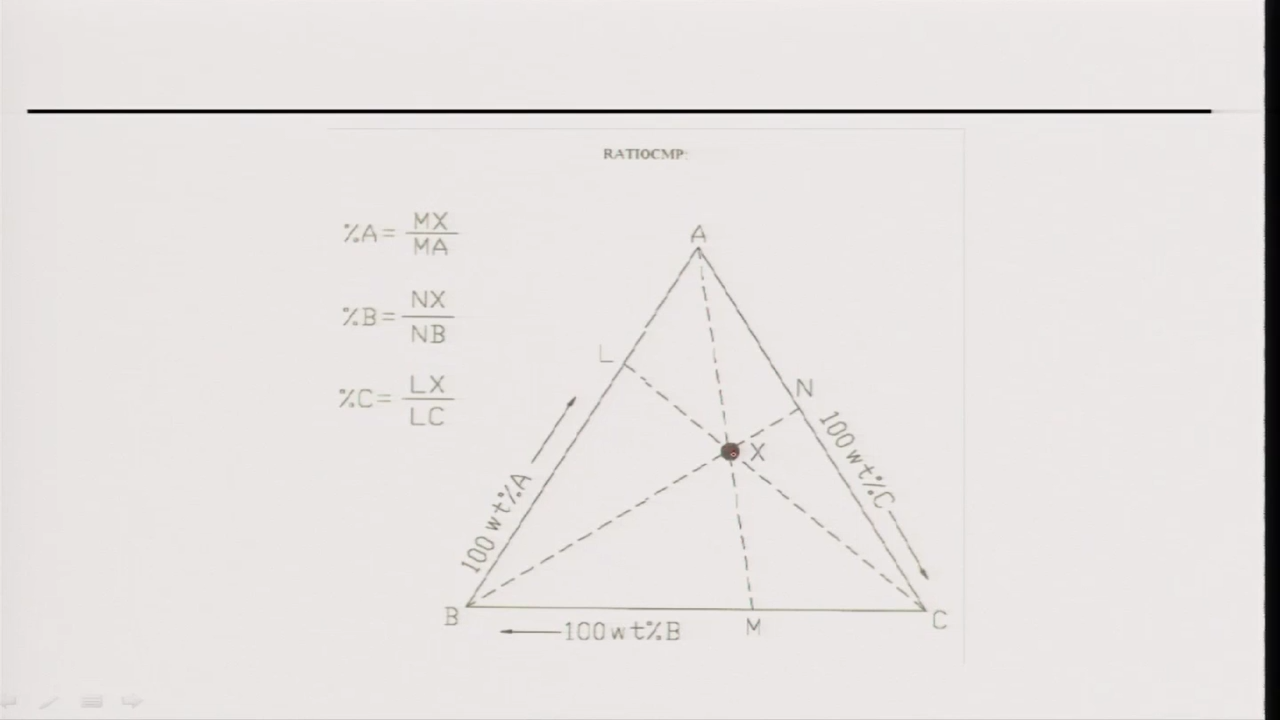 RATIOCMP:
%A= MX
MA
%B= NX
NB
%C= LX
LC
A
L
N
X
100 wt%A
100 wt%C
B
100 wt%B
M
C